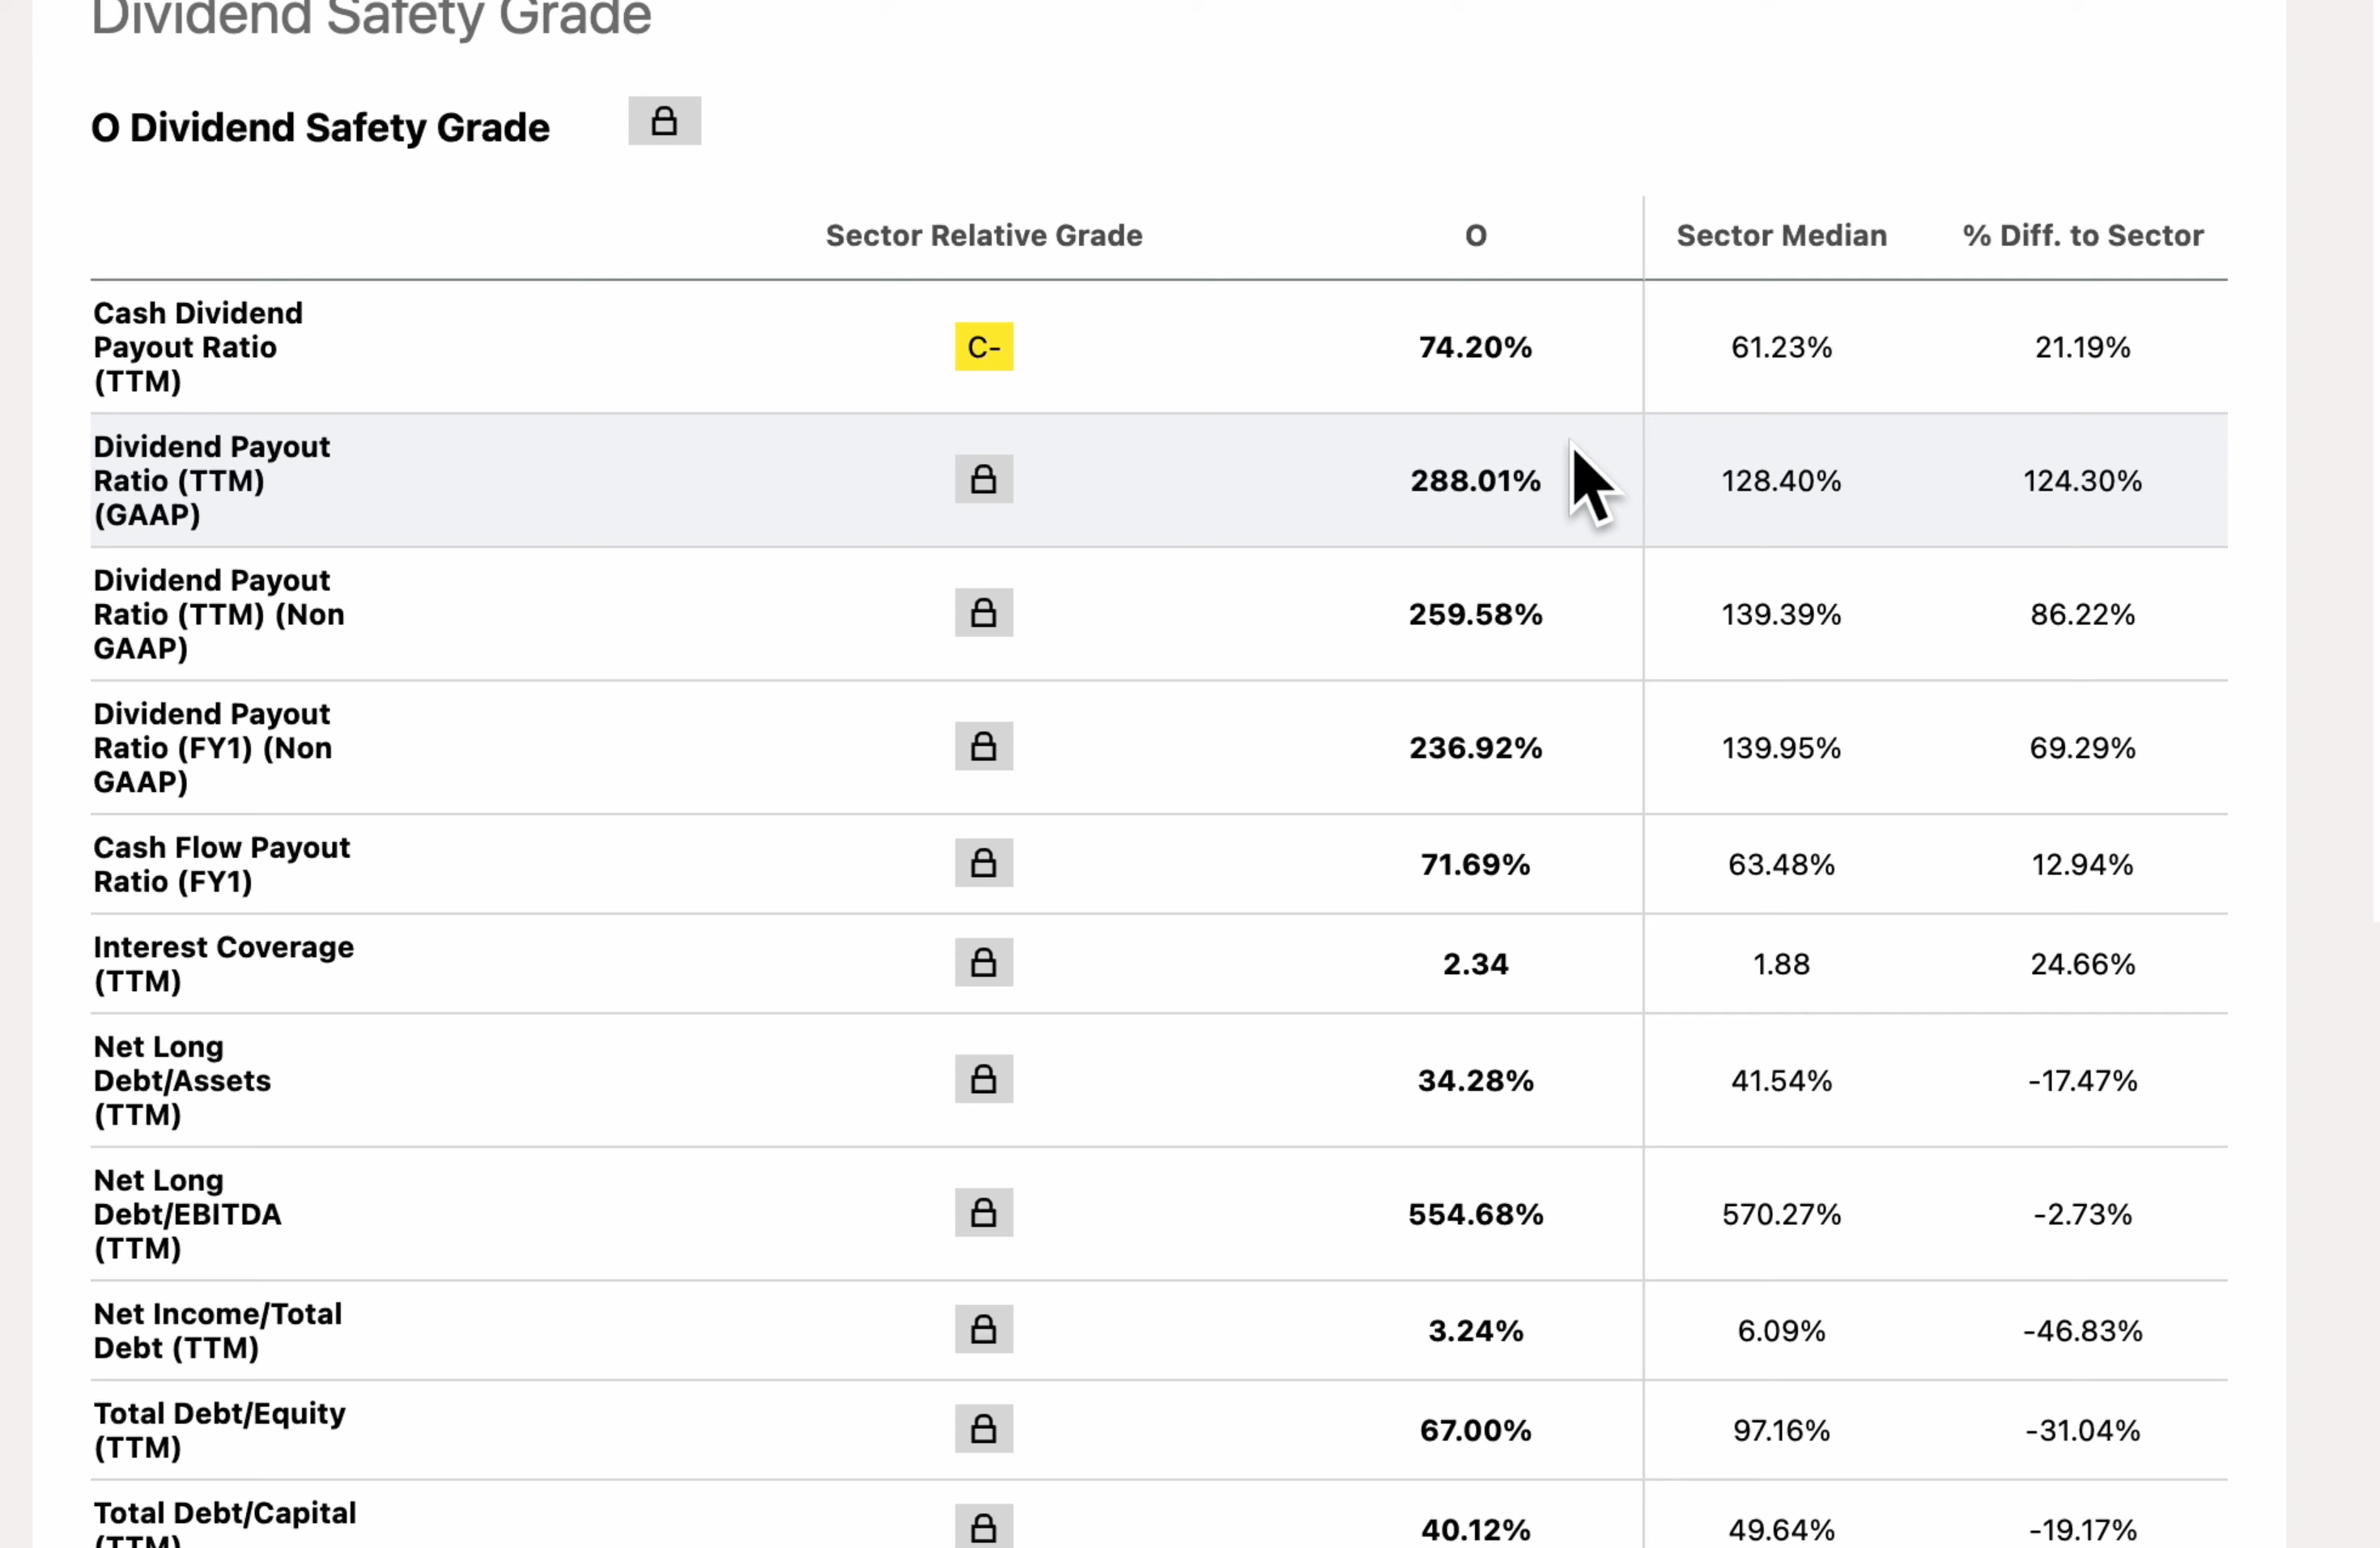 Dividend Safety Grade
O Dividend Safety Grade
Sector Relative Grade O Sector Median % Diff. to Sector
Cash Dividend
Payout Ratio
(TTM)
C- 74.20% 61.23% 21.19%
Dividend Payout
Ratio (TTM)
(GAAP)
288.01% 128.40% 124.30%
Dividend Payout
Ratio (TTM) (Non
GAAP)
259.58% 139.39% 86.22%
Dividend Payout
Ratio (FY1) (Non
GAAP)
236.92% 139.95% 69.29%
Cash Flow Payout
Ratio (FY1)
71.69% 63.48% 12.94%
Interest Coverage
(TTM)
2.34 1.88 24.66%
Net Long
Debt/Assets
(TTM)
34.28% 41.54% -17.47%
Net Long
Debt/EBITDA
(TTM)
554.68% 570.27% -2.73%
Net Income/Total
Debt (TTM)
3.24% 6.09% -46.83%
Total Debt/Equity
(TTM)
67.00% 97.16% -31.04%
Total Debt/Capital
(TTM)
40.12% 49.64% -19.17%